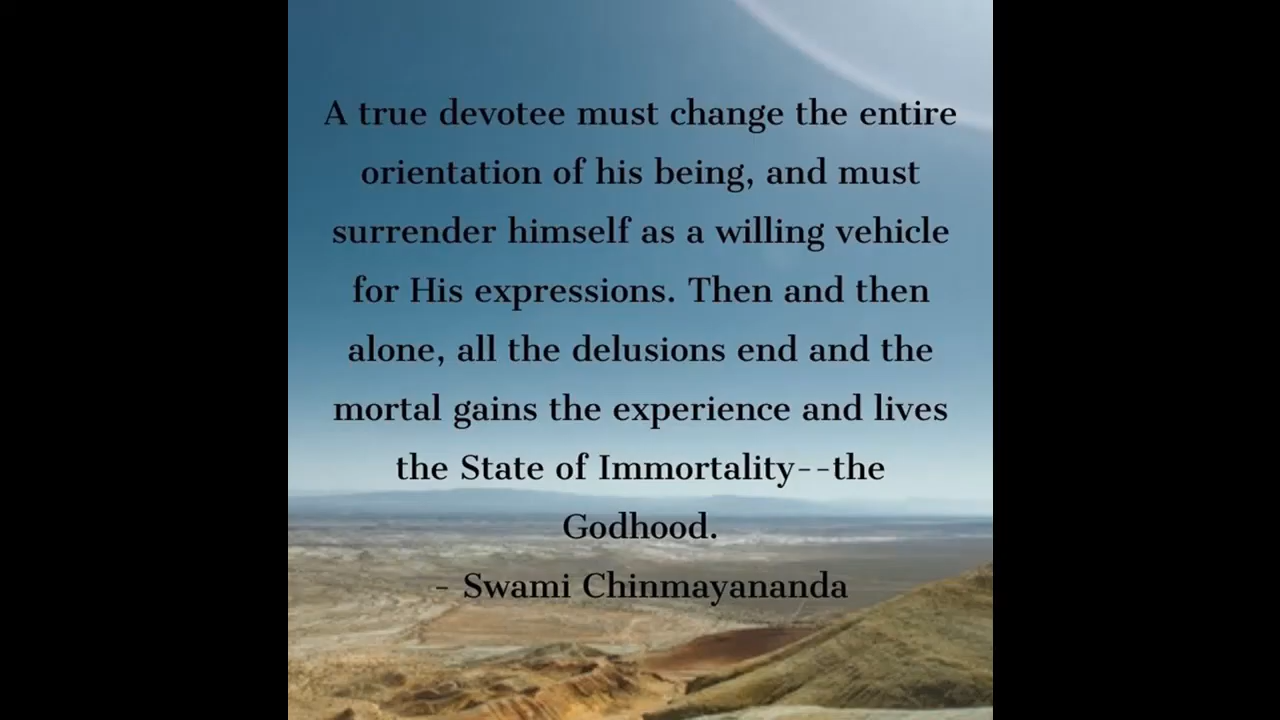 A true devotee must change the entire
orientation of his being, and must
surrender himself as a willing vehicle
for His expressions. Then and then
alone, all the delusions end and the
mortal gains the experience and lives
the State of Immortality--the
Godhood.
- Swami Chinmayananda